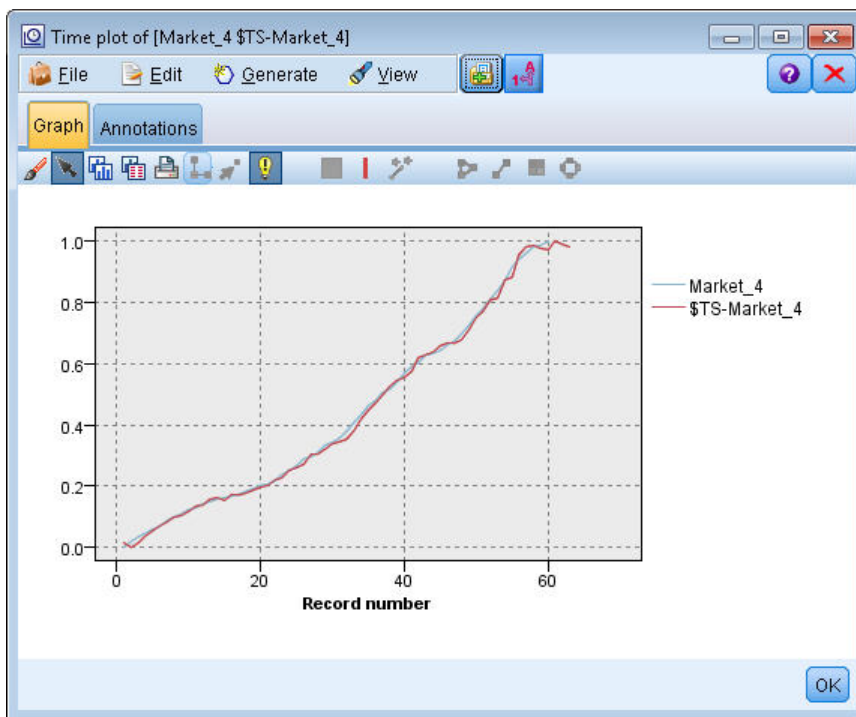 Time plot of [Market_4 $TS-Market_4]
File Edit Generate View
Graph Annotations
1.0
0.8
0.6
0.4
0.2
0.0
0 20 40 60
Record number
Market_4
$TS-Market_4
OK